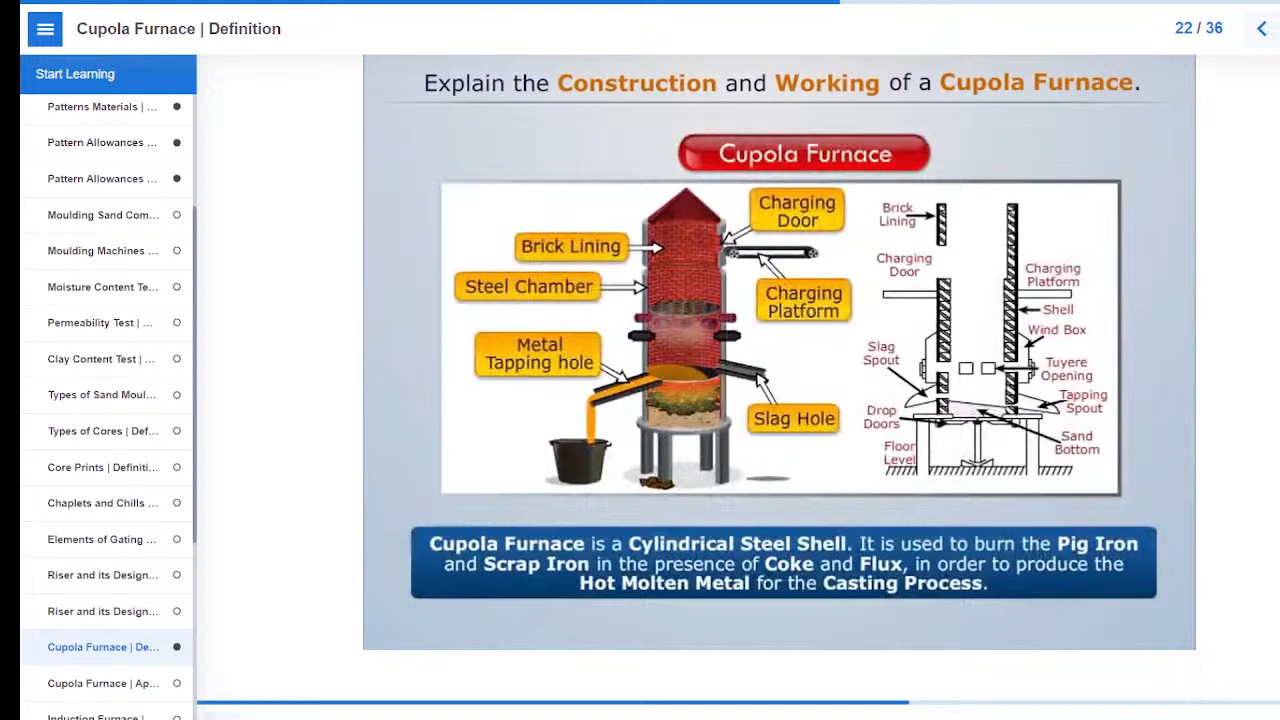 Cupola Furnace | Definition
22 / 36
Start Learning
Patterns Materials | ...
Pattern Allowances ...
Pattern Allowances ...
Moulding Sand Com...
Moulding Machines ...
Moisture Content Te...
Permeability Test | ...
Clay Content Test | ...
Types of Sand Moul...
Types of Cores | Def...
Core Prints | Definiti...
Chaplets and Chills ...
Elements of Gating ...
Riser and its Design...
Riser and its Design...
Cupola Furnace | De...
Cupola Furnace | Ap...
Induction Furnace |
Explain the Construction and Working of a Cupola Furnace.
Cupola Furnace
Charging
Door
Brick Lining
Steel Chamber
Charging
Platform
Metal
Tapping hole
Slag Hole
Brick
Lining
Charging
Door
Charging
Platform
Shell
Wind Box
Slag
Spout
Tuyere
Opening
Tapping
Spout
Drop
Doors
Sand
Bottom
Floor
Level
Cupola Furnace is a Cylindrical Steel Shell. It is used to burn the Pig Iron
and Scrap Iron in the presence of Coke and Flux, in order to produce the
Hot Molten Metal for the Casting Process.